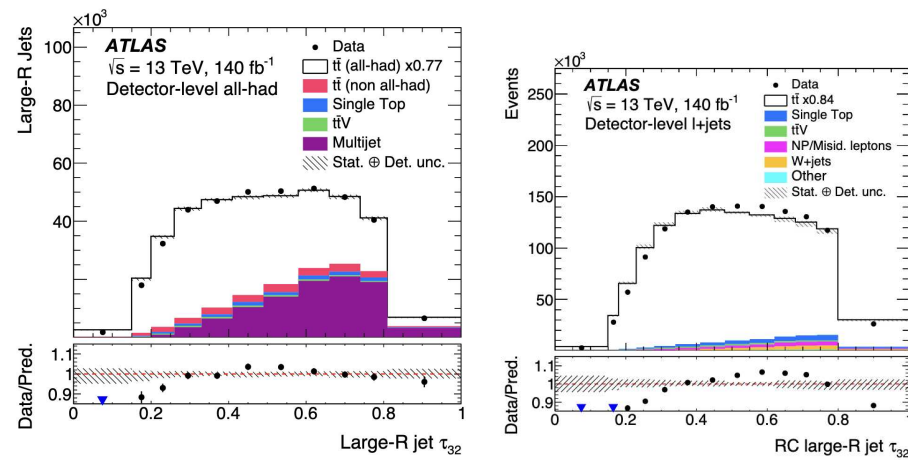 ×10³
Large-R Jets
100
80
60
40
ATLAS
√s = 13 TeV, 140 fb⁻¹
Detector-level all-had
Data
tt̄ (all-had) x0.77
tt̄ (non all-had)
Single Top
tt̄V
Multijet
Stat. ⊕ Det. unc.
Data/Pred.
1.1
1
0.9
0 0.2 0.4 0.6 0.8 1
Large-R jet τ₃₂
×10³
Events
250
200
150
100
50
ATLAS
√s = 13 TeV, 140 fb⁻¹
Detector-level l+jets
Data
tt̄ x0.84
Single Top
tt̄V
NP/Misid. leptons
W+jets
Other
Stat. ⊕ Det. unc.
Data/Pred.
1.1
1
0.9
0 0.2 0.4 0.6 0.8 1
RC large-R jet τ₃₂